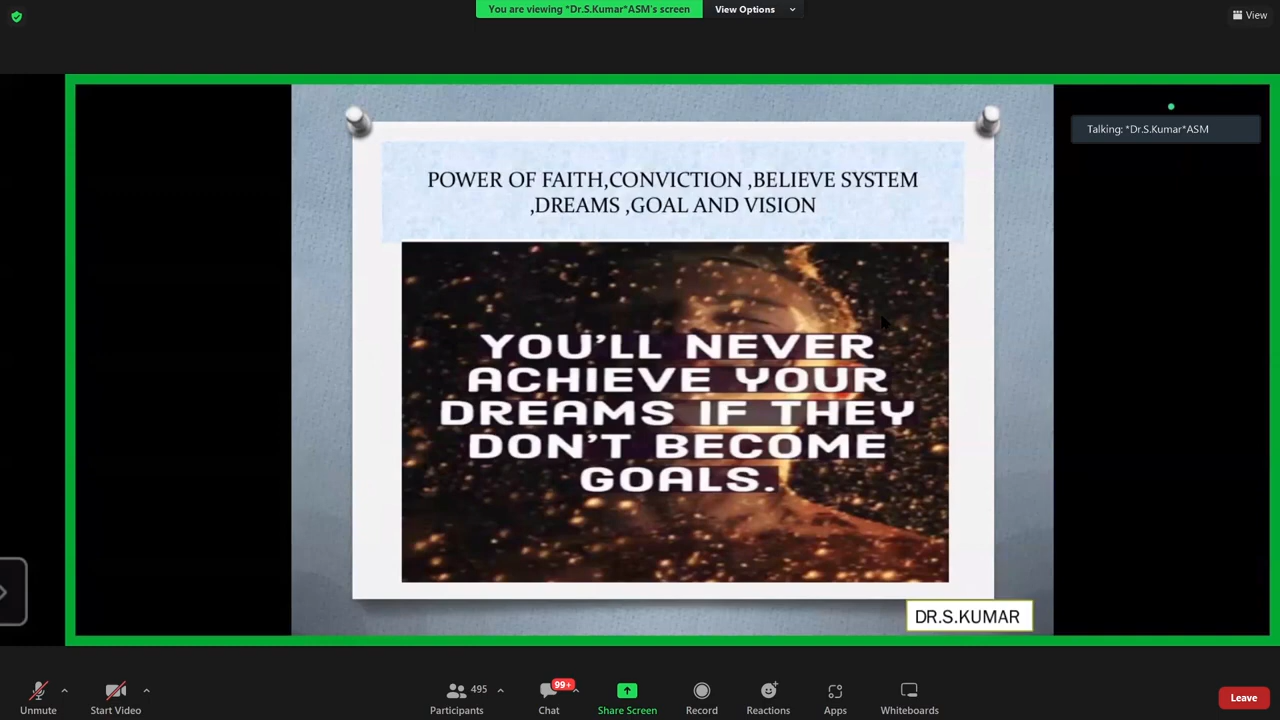 You are viewing *Dr.S.Kumar*ASM's screen
View Options
View
Talking: *Dr.S.Kumar*ASM
POWER OF FAITH,CONVICTION ,BELIEVE SYSTEM
,DREAMS ,GOAL AND VISION
YOU'LL NEVER
ACHIEVE YOUR
DREAMS IF THEY
DON'T BECOME
GOALS.
DR.S.KUMAR
Unmute
Start Video
495
Participants
99+
Chat
Share Screen
Record
Reactions
Apps
Whiteboards
Leave